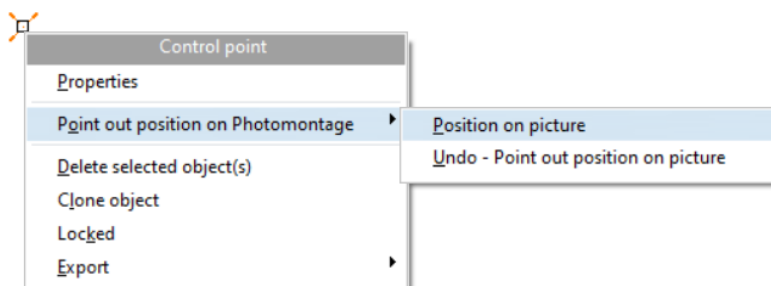 Control point
Properties
Point out position on Photomontage
Position on picture
Undo - Point out position on picture
Delete selected object(s)
Clone object
Locked
Export